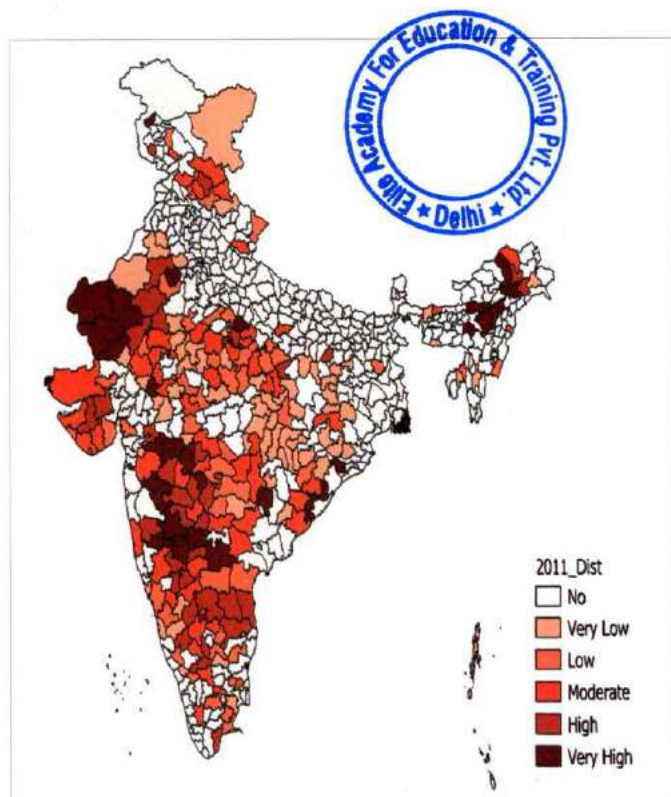 Elite Academy For Education & Training Pvt. Ltd.
★ Delhi ★
2011_Dist
No
Very Low
Low
Moderate
High
Very High